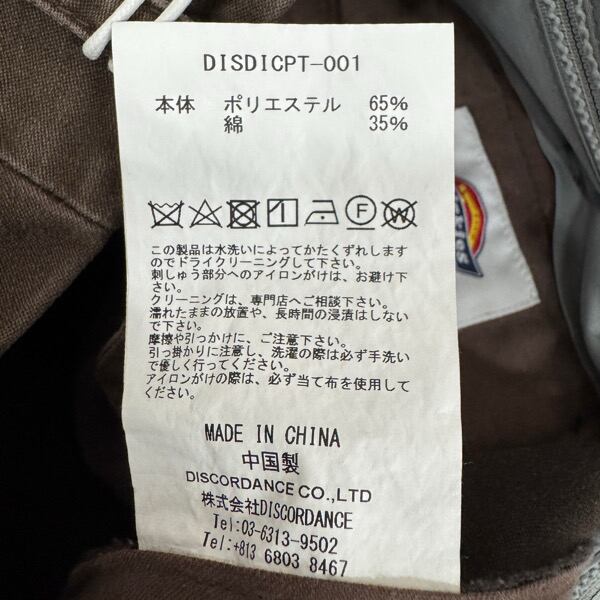 DISDICPT-001
本体 ポリエステル 65%
綿 35%
この製品は水洗いによってかたくずれします
のでドライクリーニングして下さい。
刺しゅう部分へのアイロンがけは、お避け下
さい。
クリーニングは、専門店へご相談下さい。
濡れたままの放置や、長時間の浸漬はしない
で下さい。
摩擦や引っかけに、ご注意下さい。
引っ掛かりに注意し、洗濯の際は必ず手洗い
で優しく行ってください。
アイロンがけの際は、必ず当て布を使用して
ください。
MADE IN CHINA
中国製
DISCORDANCE CO.,LTD
株式会社DISCORDANCE
Tel:03-6313-9502
Tel:+813 6803 8467